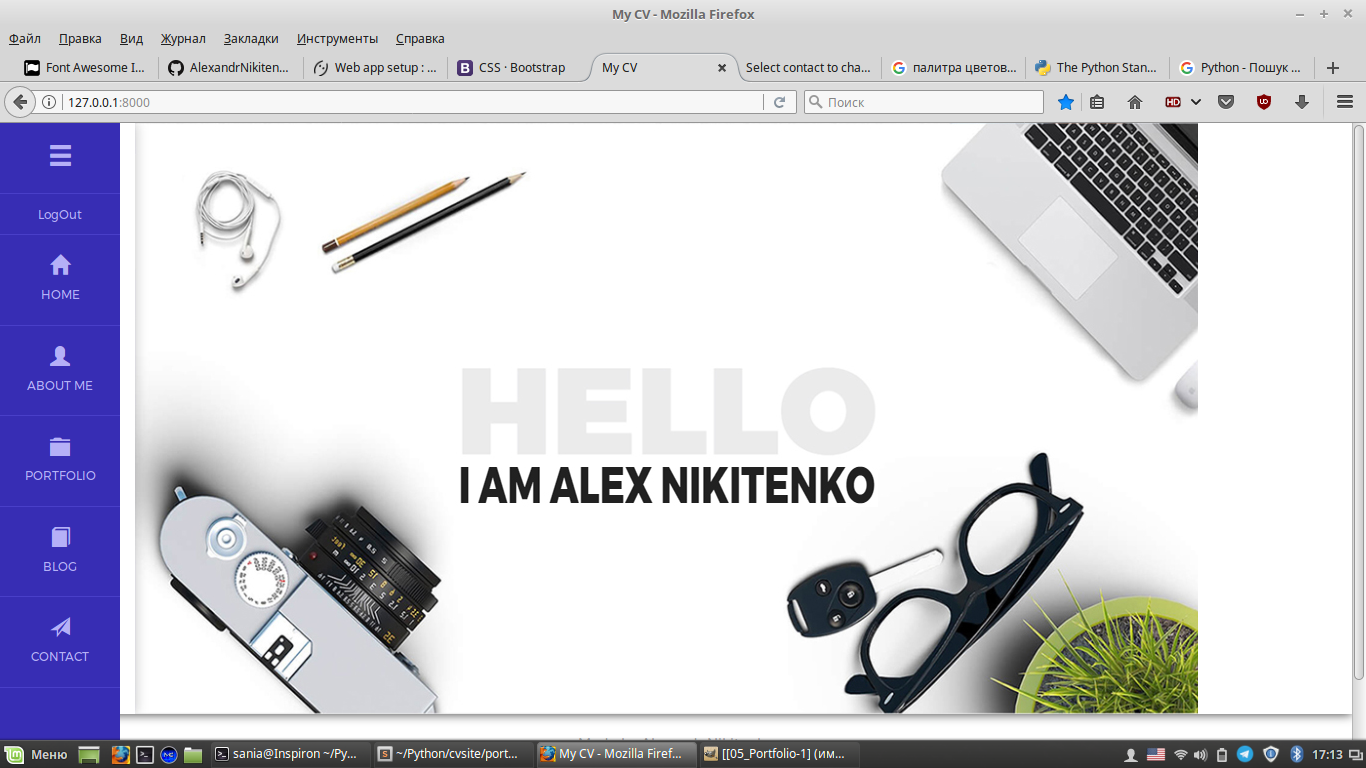 My CV - Mozilla Firefox
Файл Правка Вид Журнал Закладки Инструменты Справка
Font Awesome I... AlexandrNikiten... Web app setup : ... CSS · Bootstrap My CV Select contact to cha... палитра цветов... The Python Stan... Python - Пошук ...
127.0.0.1:8000 Поиск
LogOut
HOME
ABOUT ME
PORTFOLIO
BLOG
CONTACT
HELLO
I AM ALEX NIKITENKO
Меню sania@Inspiron ~/Py... ~/Python/cvsite/port... My CV - Mozilla Firef... [[05_Portfolio-1] (им... 17:13